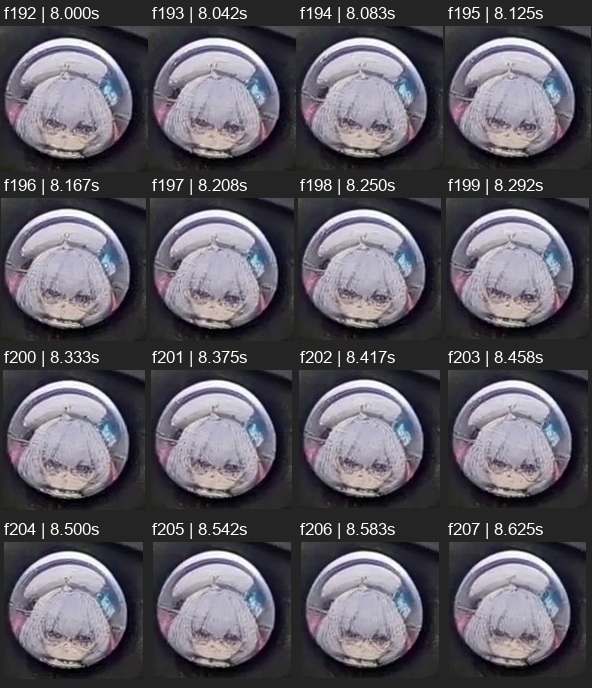 f192 | 8.000s f193 | 8.042s f194 | 8.083s f195 | 8.125s
f196 | 8.167s f197 | 8.208s f198 | 8.250s f199 | 8.292s
f200 | 8.333s f201 | 8.375s f202 | 8.417s f203 | 8.458s
f204 | 8.500s f205 | 8.542s f206 | 8.583s f207 | 8.625s